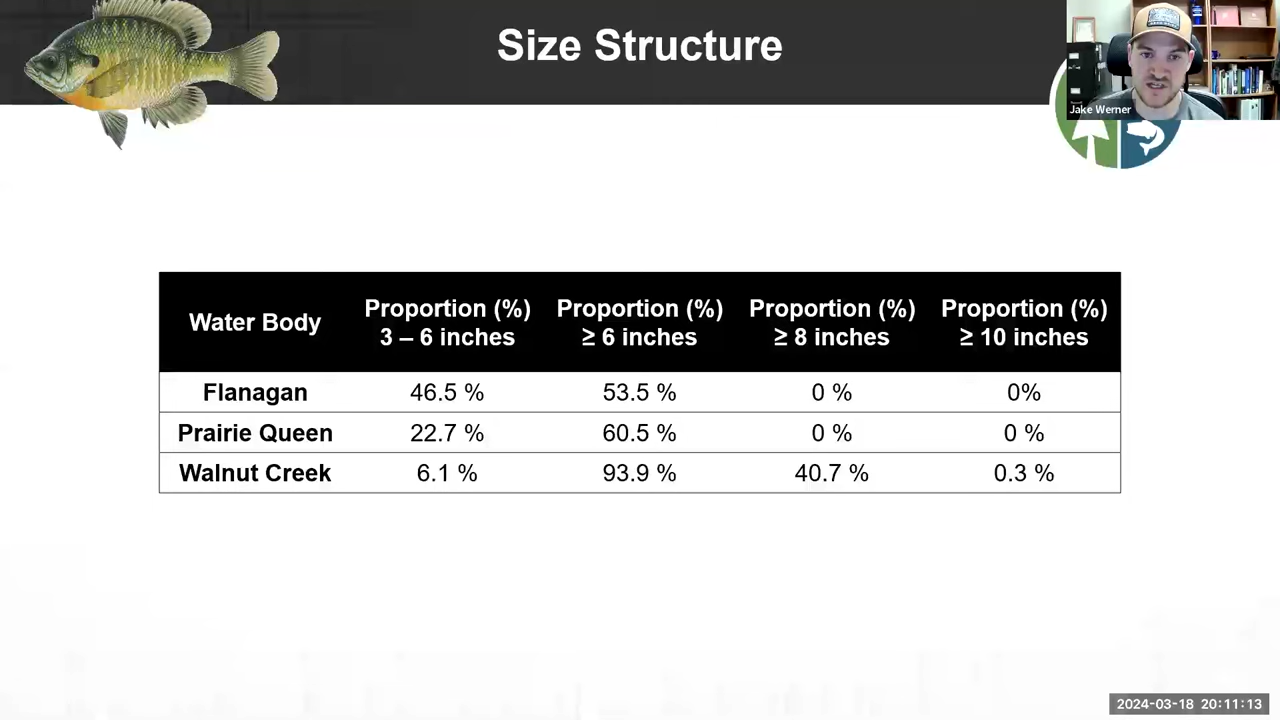 Size Structure
Jake Werner
Water Body
Proportion (%)
3 – 6 inches
Proportion (%)
≥ 6 inches
Proportion (%)
≥ 8 inches
Proportion (%)
≥ 10 inches
Flanagan 46.5 % 53.5 % 0 % 0%
Prairie Queen 22.7 % 60.5 % 0 % 0 %
Walnut Creek 6.1 % 93.9 % 40.7 % 0.3 %
2024-03-18 20:11:13